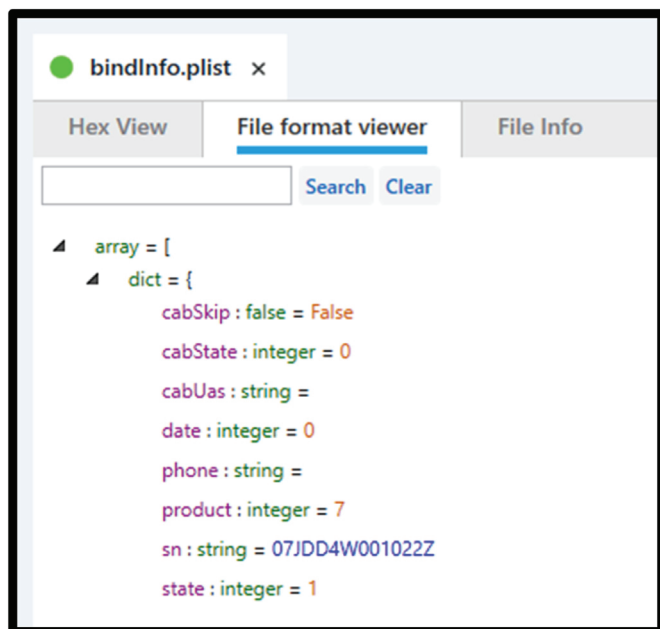 bindInfo.plist ×
Hex View File format viewer File Info
Search Clear
array = [
dict = {
cabSkip : false = False
cabState : integer = 0
cabUas : string =
date : integer = 0
phone : string =
product : integer = 7
sn : string = 07JDD4W001022Z
state : integer = 1